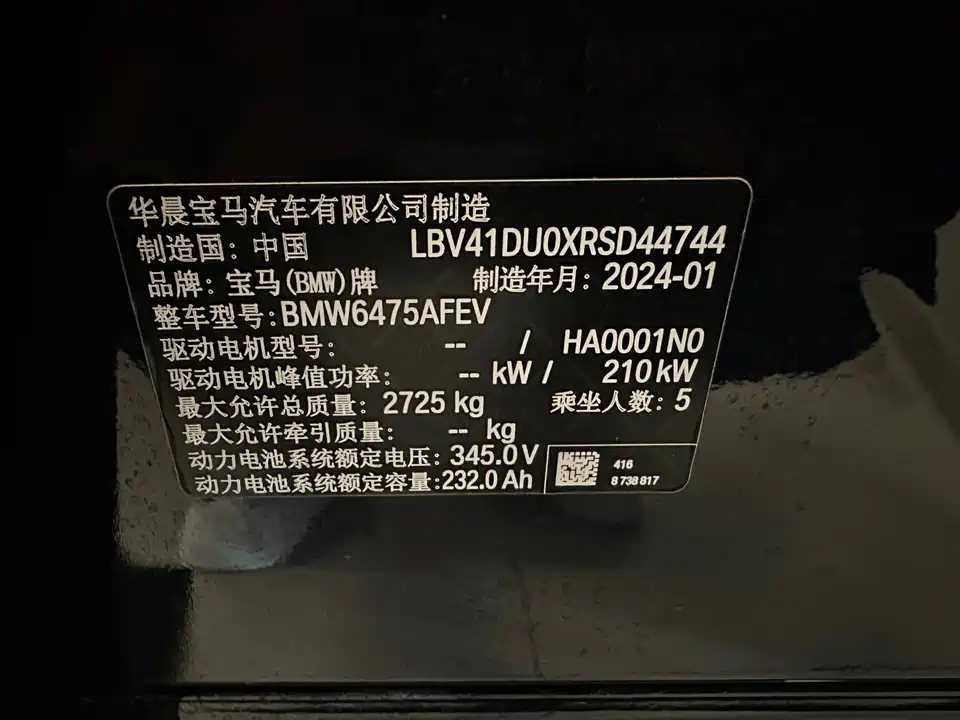 华晨宝马汽车有限公司制造
制造国: 中国 LBV41DU0XRSD44744
品牌: 宝马(BMW)牌 制造年月: 2024-01
整车型号:BMW6475AFEV
驱动电机型号: -- / HA0001N0
驱动电机峰值功率: -- kW / 210 kW
最大允许总质量: 2725 kg 乘坐人数: 5
最大允许牵引质量: -- kg
动力电池系统额定电压: 345.0 V
动力电池系统额定容量:232.0 Ah
416
8 738 817